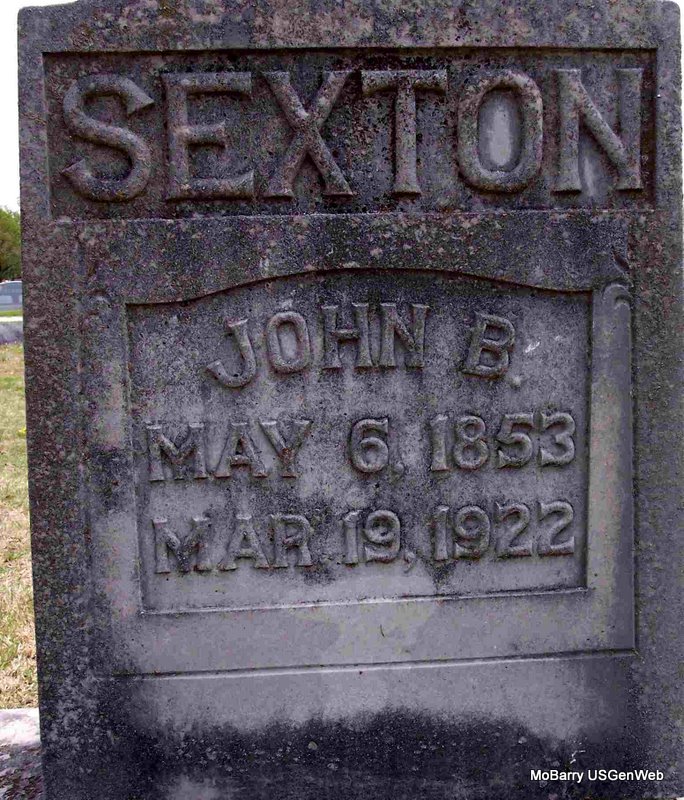 SEXTON
JOHN B.
MAY 6, 1853
MAR 19, 1922
MoBarry USGenWeb